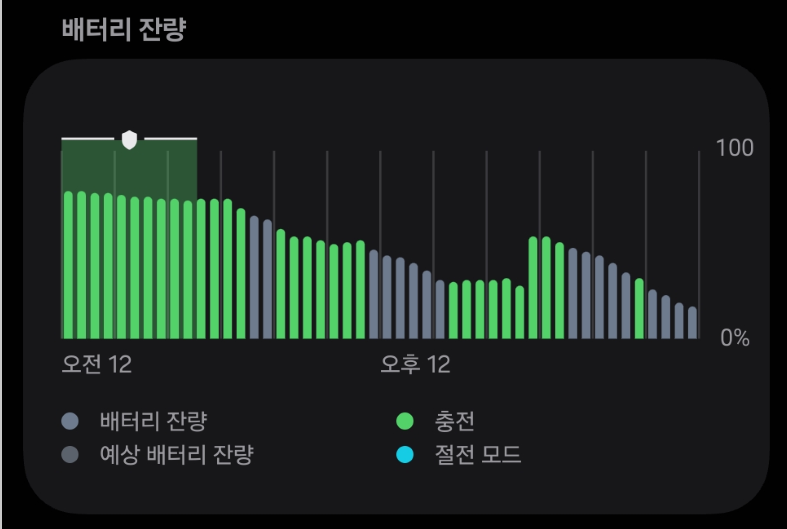 배터리 잔량
100
0%
오전 12 오후 12
배터리 잔량 충전
예상 배터리 잔량 절전 모드